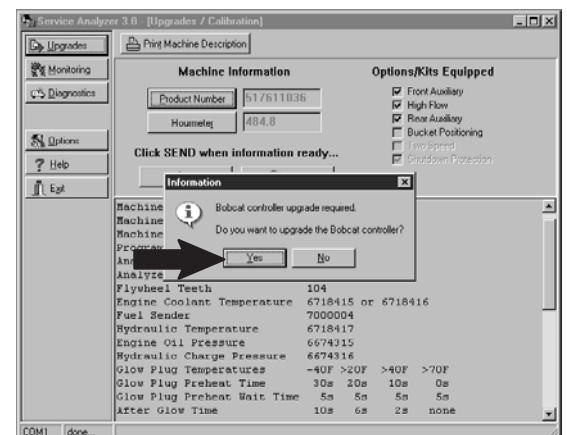 Service Analyzer 3.0 - [Upgrades / Calibration]
Upgrades
Print Machine Description
Monitoring
Diagnostics
Options
Help
Exit
Machine Information
Product Number 517611036
Hourmeter 484.8
Click SEND when information ready...
Options/Kits Equipped
Front Auxiliary
High Flow
Rear Auxiliary
Bucket Positioning
Two Speed
Shutdown Protection
Information
Bobcat controller upgrade required.
Do you want to upgrade the Bobcat controller?
Yes No
Machine
Machine
Machine
Program
Analyze
Flywheel Teeth 104
Engine Coolant Temperature 6718415 or 6718416
Fuel Sender 7000004
Hydraulic Temperature 6718417
Engine Oil Pressure 6674315
Hydraulic Charge Pressure 6674316
Glow Plug Temperatures -40F >20F >40F >70F
Glow Plug Preheat Time 30s 20s 10s 0s
Glow Plug Preheat Wait Time 5s 5s 5s 5s
After Glow Time 10s 6s 2s none
COM1 done...